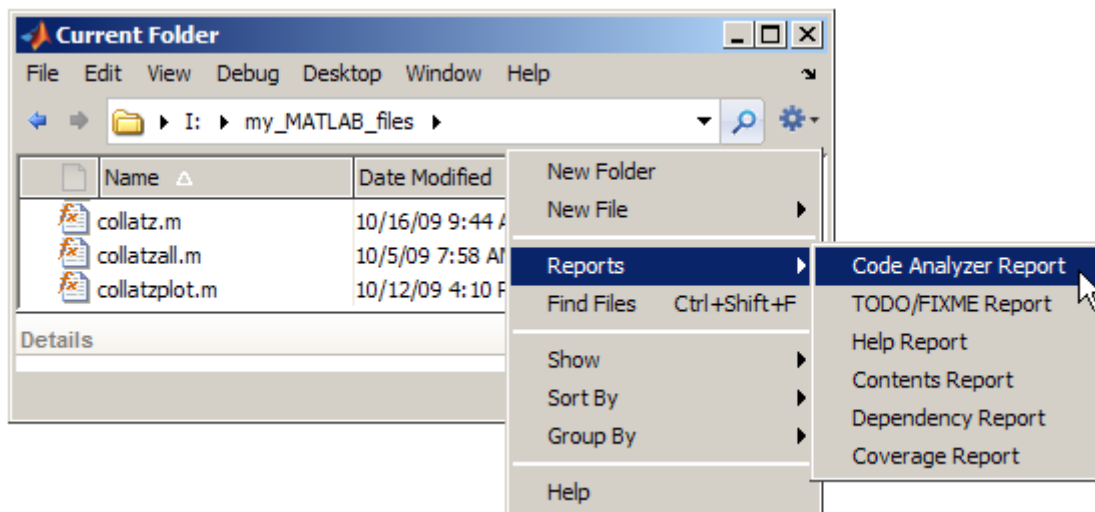 Current Folder
File Edit View Debug Desktop Window Help
I: my_MATLAB_files
Name Date Modified
collatz.m 10/16/09 9:44
collatzall.m 10/5/09 7:58
collatzplot.m 10/12/09 4:10
Details
New Folder
New File
Reports
Find Files Ctrl+Shift+F
Show
Sort By
Group By
Help
Code Analyzer Report
TODO/FIXME Report
Help Report
Contents Report
Dependency Report
Coverage Report